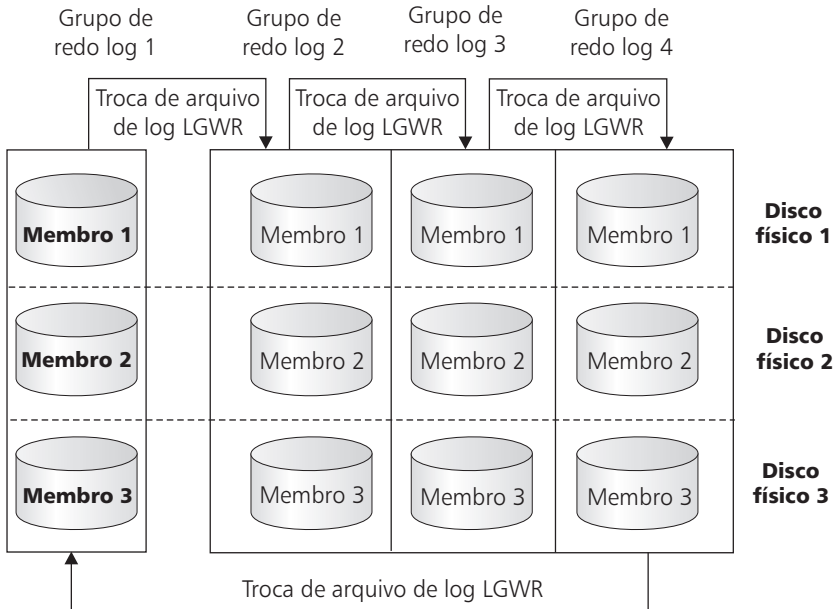 Grupo de
redo log 1
Grupo de
redo log 2
Grupo de
redo log 3
Grupo de
redo log 4
Troca de arquivo
de log LGWR
Troca de arquivo
de log LGWR
Troca de arquivo
de log LGWR
Membro 1
Membro 1
Membro 1
Membro 1
Disco
físico 1
Membro 2
Membro 2
Membro 2
Membro 2
Disco
físico 2
Membro 3
Membro 3
Membro 3
Membro 3
Disco
físico 3
Troca de arquivo de log LGWR